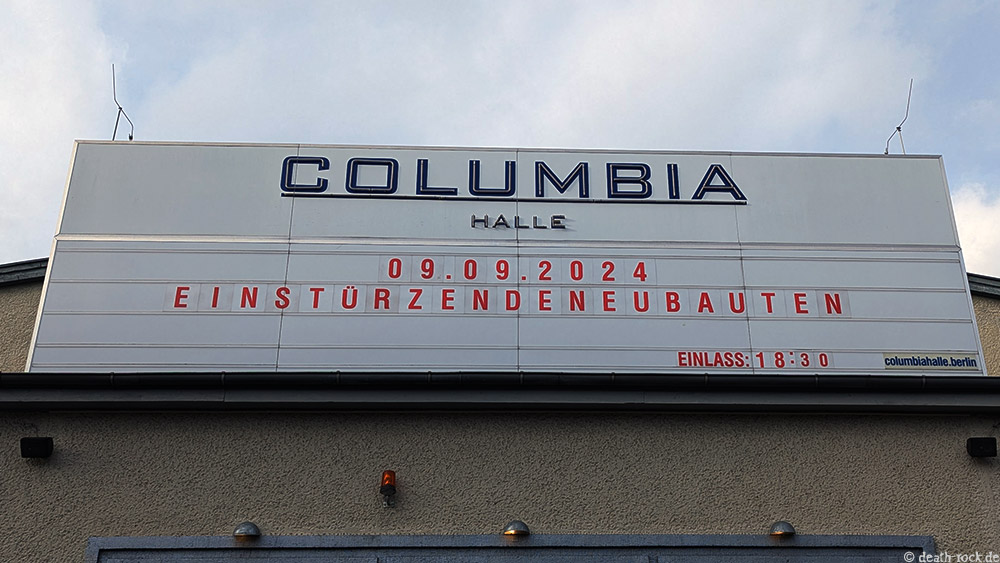 COLUMBIA
HALLE
09.09.2024
EINSTÜRZENDENEUBAUTEN
EINLASS: 18:30
columbiahalle.berlin
© death-rock.de